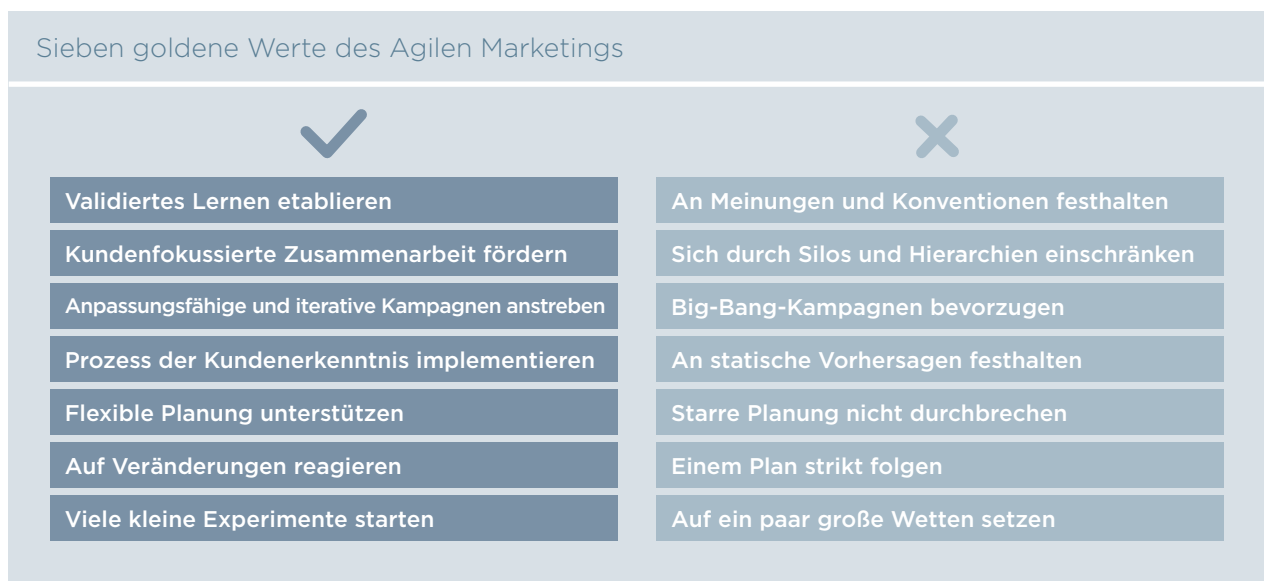 Sieben goldene Werte des Agilen Marketings
Validiertes Lernen etablieren
An Meinungen und Konventionen festhalten
Kundenfokussierte Zusammenarbeit fördern
Sich durch Silos und Hierarchien einschränken
Anpassungsfähige und iterative Kampagnen anstreben
Big-Bang-Kampagnen bevorzugen
Prozess der Kundenerkenntnis implementieren
An statische Vorhersagen festhalten
Flexible Planung unterstützen
Starre Planung nicht durchbrechen
Auf Veränderungen reagieren
Einem Plan strikt folgen
Viele kleine Experimente starten
Auf ein paar große Wetten setzen